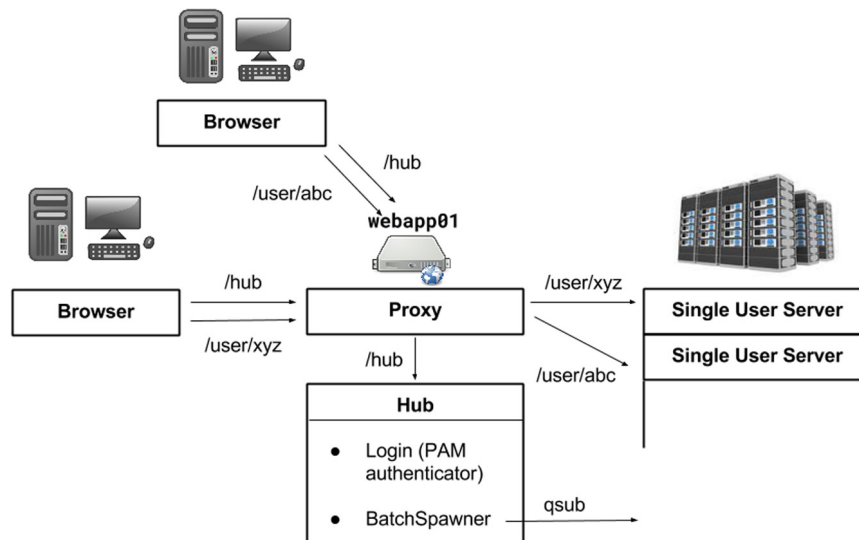 Browser
/hub
/user/abc
webapp01
Browser
/hub
/user/xyz
Proxy
/user/xyz
Single User Server
Single User Server
/user/abc
/hub
Hub
● Login (PAM
authenticator)
● BatchSpawner
qsub